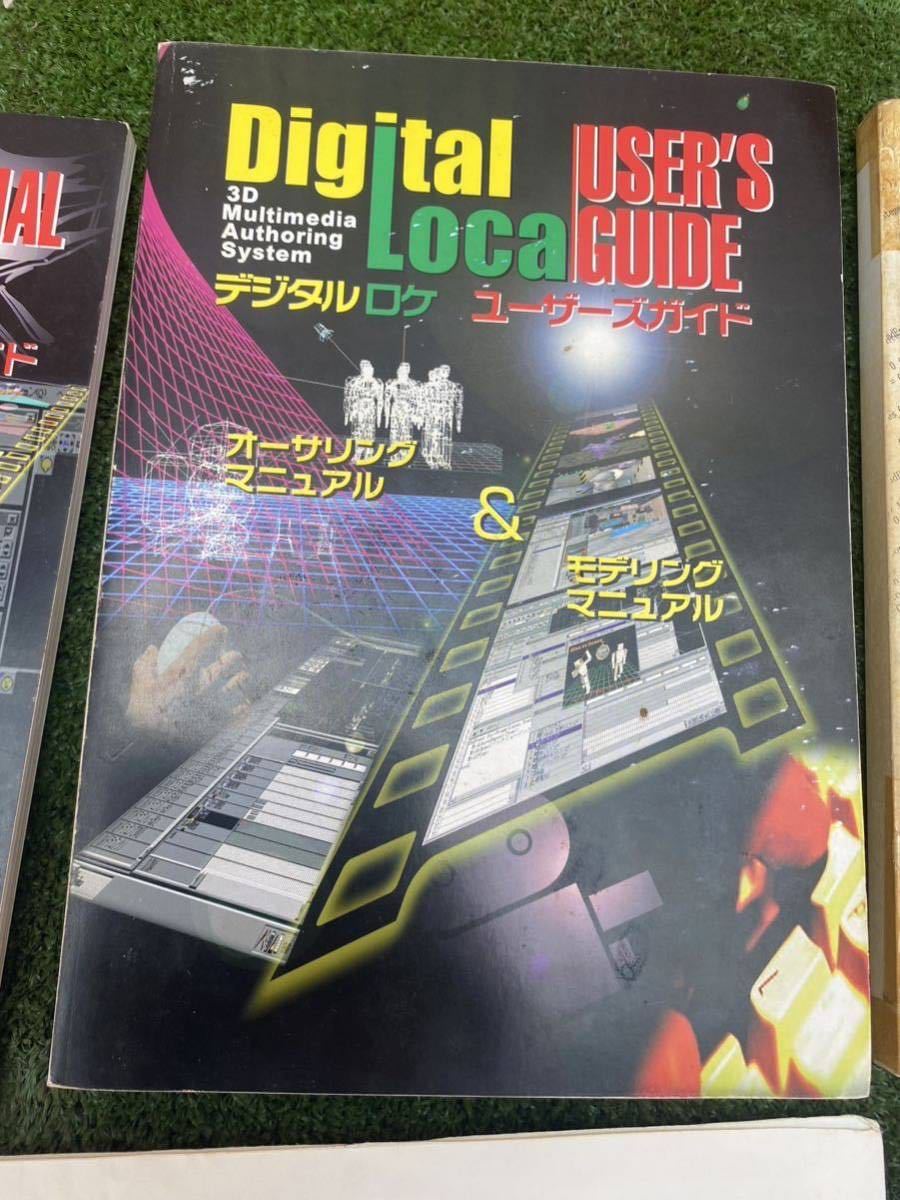 Digital
3D
Multimedia
Authoring
System
Loca
USER'S
GUIDE
デジタル ロケ ユーザーズガイド
オーサリング
マニュアル
&
モデリング
マニュアル